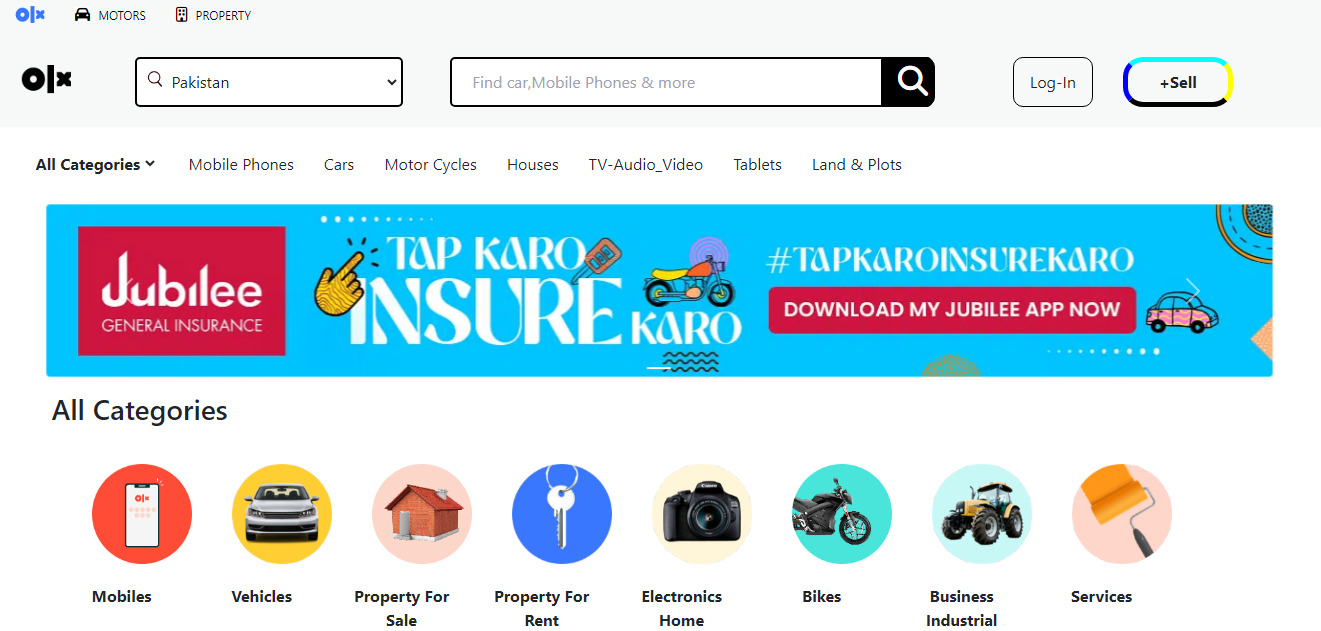 olx MOTORS PROPERTY
olx Pakistan Find car,Mobile Phones & more Log-In +Sell
All Categories Mobile Phones Cars Motor Cycles Houses TV-Audio_Video Tablets Land & Plots
Jubilee
GENERAL INSURANCE
TAP KARO
INSURE
KARO
#TAPKAROINSUREKARO
DOWNLOAD MY JUBILEE APP NOW
All Categories
olx
Canon
Mobiles Vehicles Property For Sale Property For Rent Electronics Home Bikes Business Industrial Services